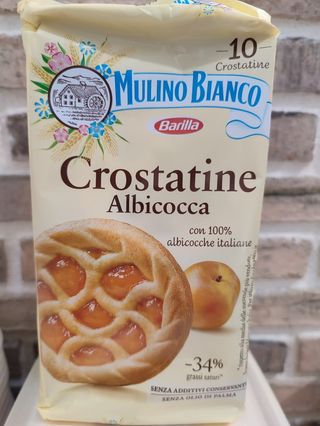 10
Crostatine
MULINO BIANCO
Barilla
Crostatine
Albicocca
con 100%
albicocche italiane
-34%
grassi saturi*
SENZA ADDITIVI CONSERVANTI
SENZA OLIO DI PALMA